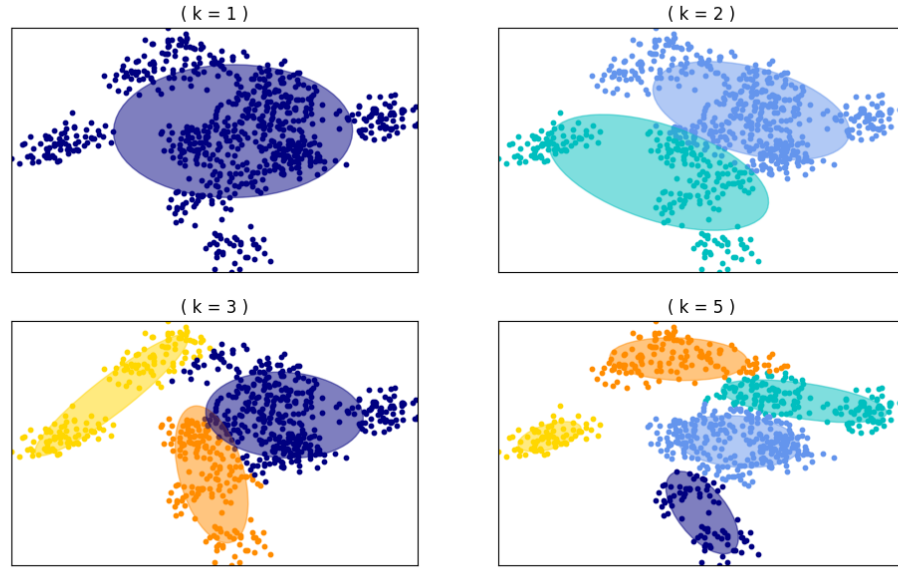 ( k = 1 )
( k = 2 )
( k = 3 )
( k = 5 )